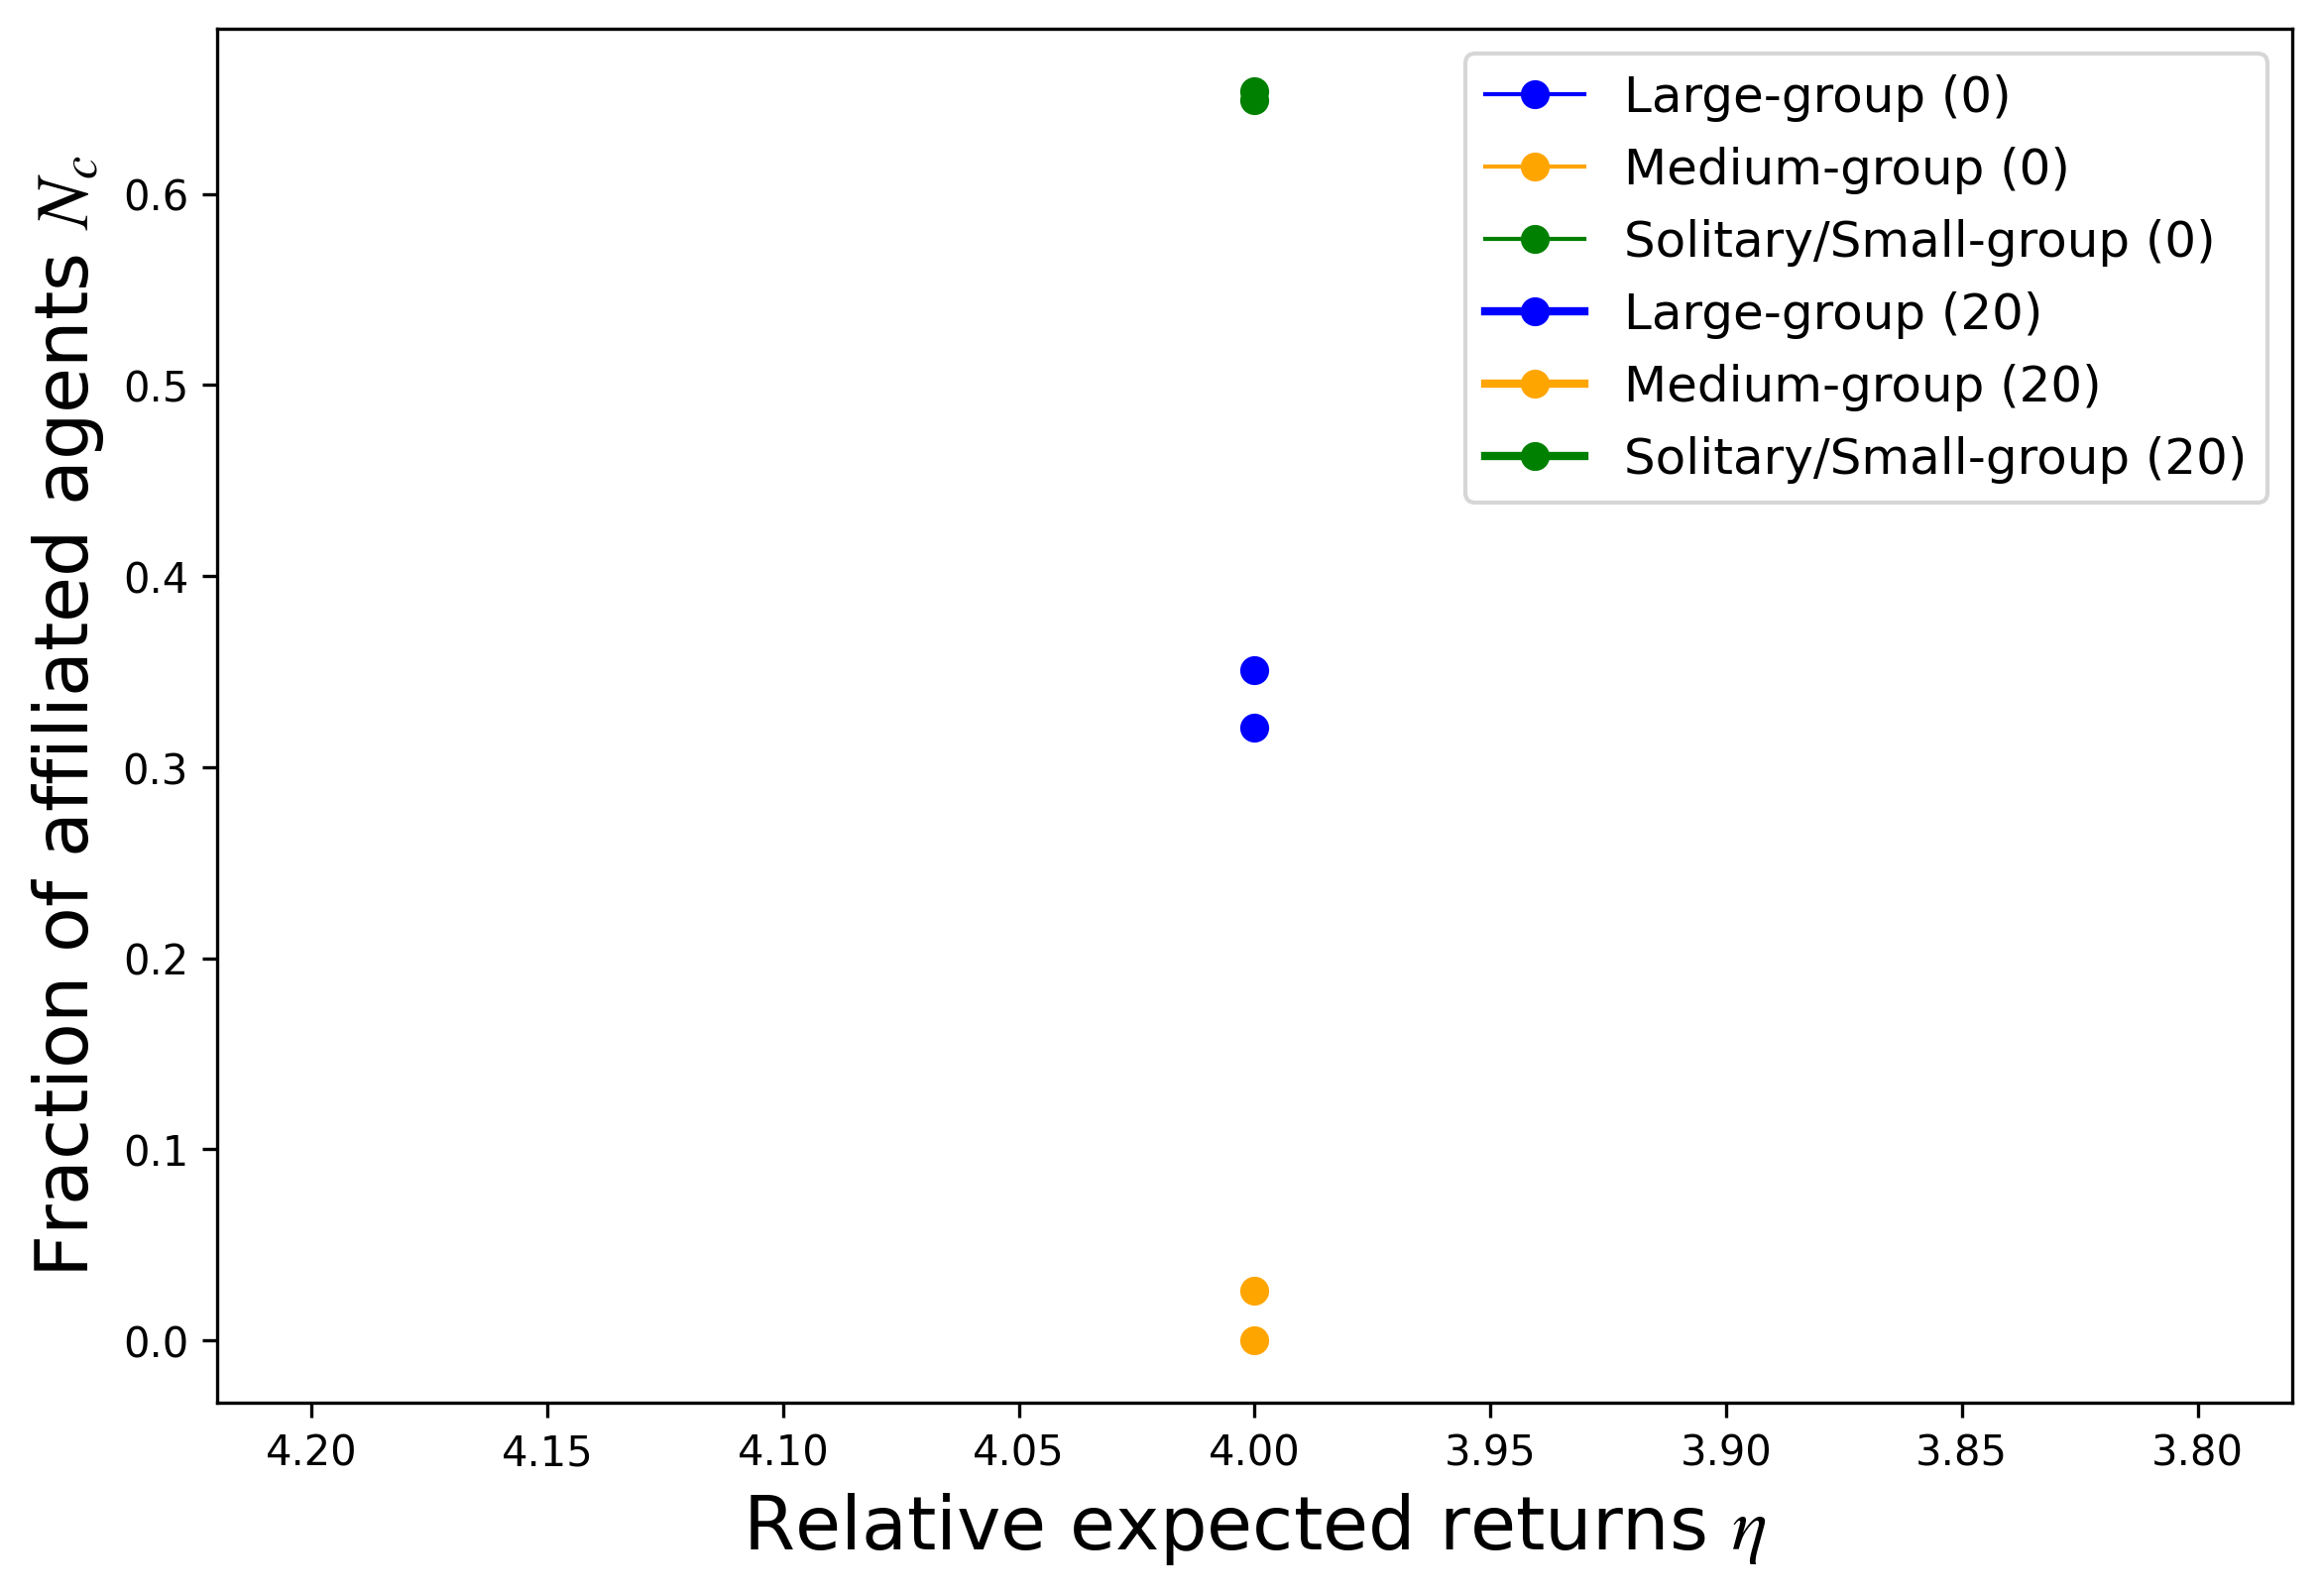 Large-group (0)
Medium-group (0)
Solitary/Small-group (0)
Large-group (20)
Medium-group (20)
Solitary/Small-group (20)
Fraction of affiliated agents N_c
0.6
0.5
0.4
0.3
0.2
0.1
0.0
4.20 4.15 4.10 4.05 4.00 3.95 3.90 3.85 3.80
Relative expected returns η